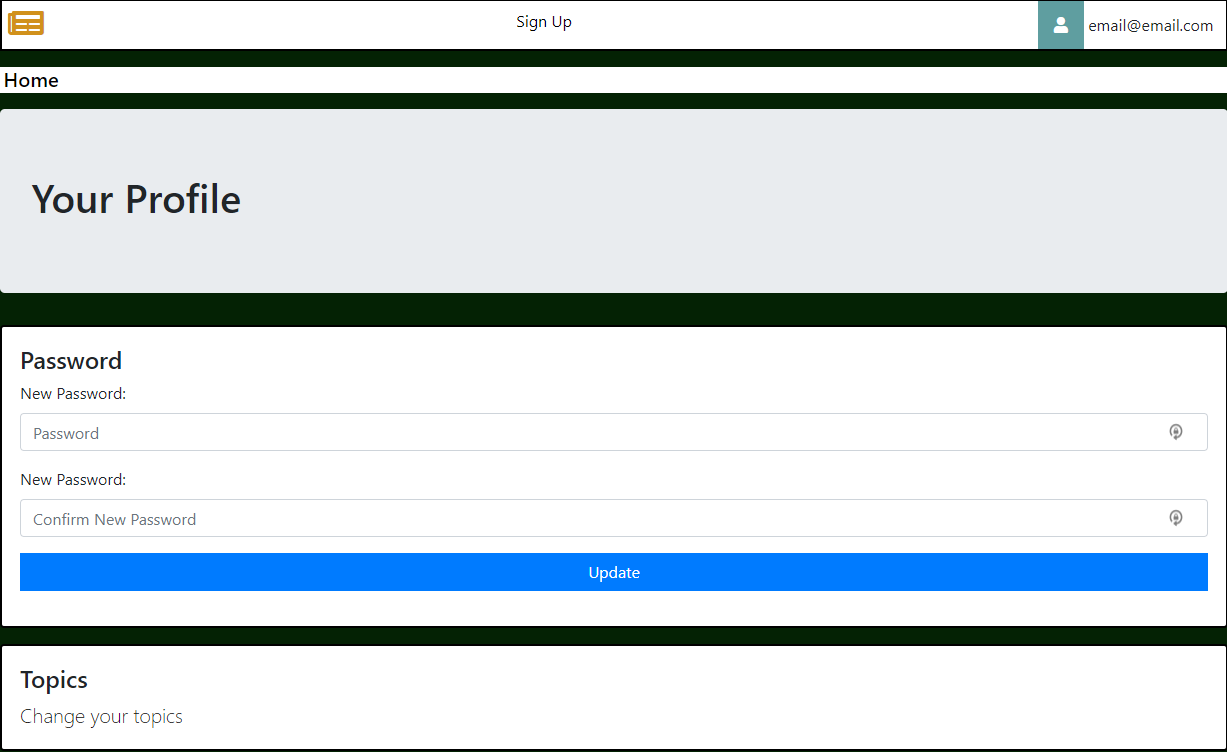 Sign Up
email@email.com
Home
Your Profile
Password
New Password:
Password
New Password:
Confirm New Password
Update
Topics
Change your topics